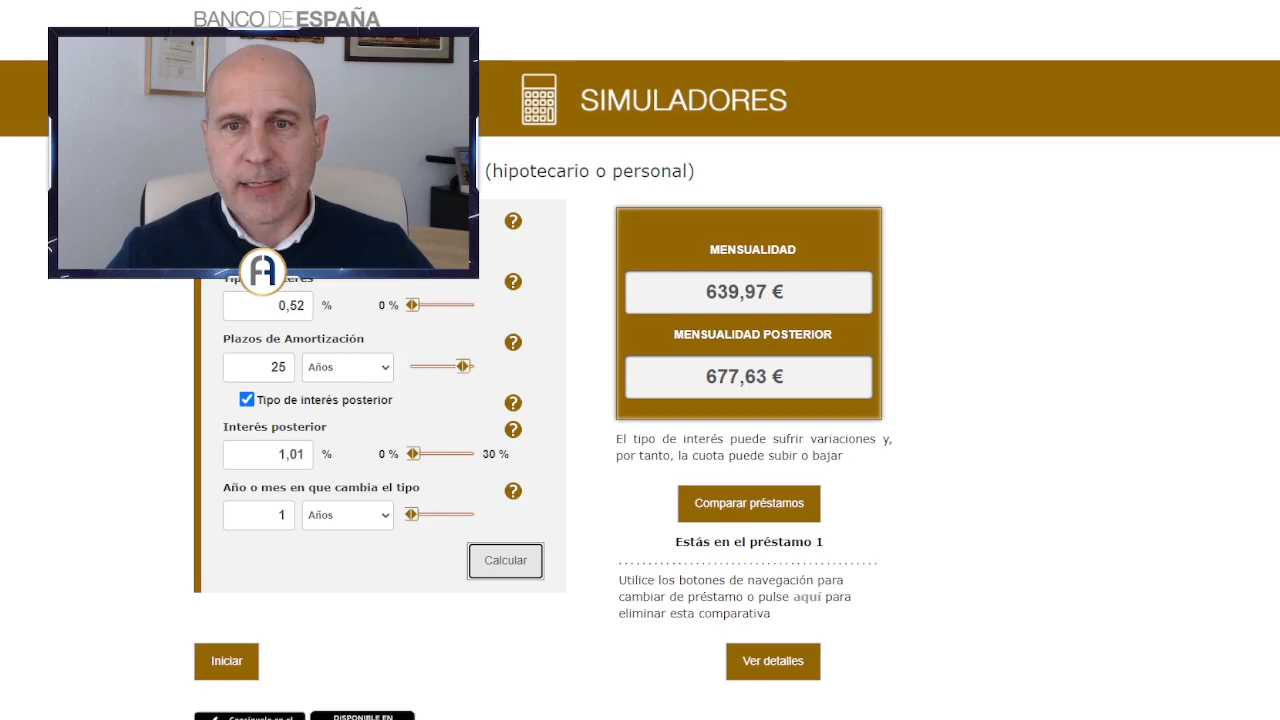 BANCO DE ESPAÑA
SIMULADORES
(hipotecario o personal)
0,52 % 0 %
Plazos de Amortización
25 Años
Tipo de interés posterior
Interés posterior
1,01 % 0 % 30 %
Año o mes en que cambia el tipo
1 Años
Calcular
MENSUALIDAD
639,97 €
MENSUALIDAD POSTERIOR
677,63 €
El tipo de interés puede sufrir variaciones y,
por tanto, la cuota puede subir o bajar
Comparar préstamos
Estás en el préstamo 1
Utilice los botones de navegación para
cambiar de préstamo o pulse aquí para
eliminar esta comparativa
Iniciar
Ver detalles
DISPONIBLE EN